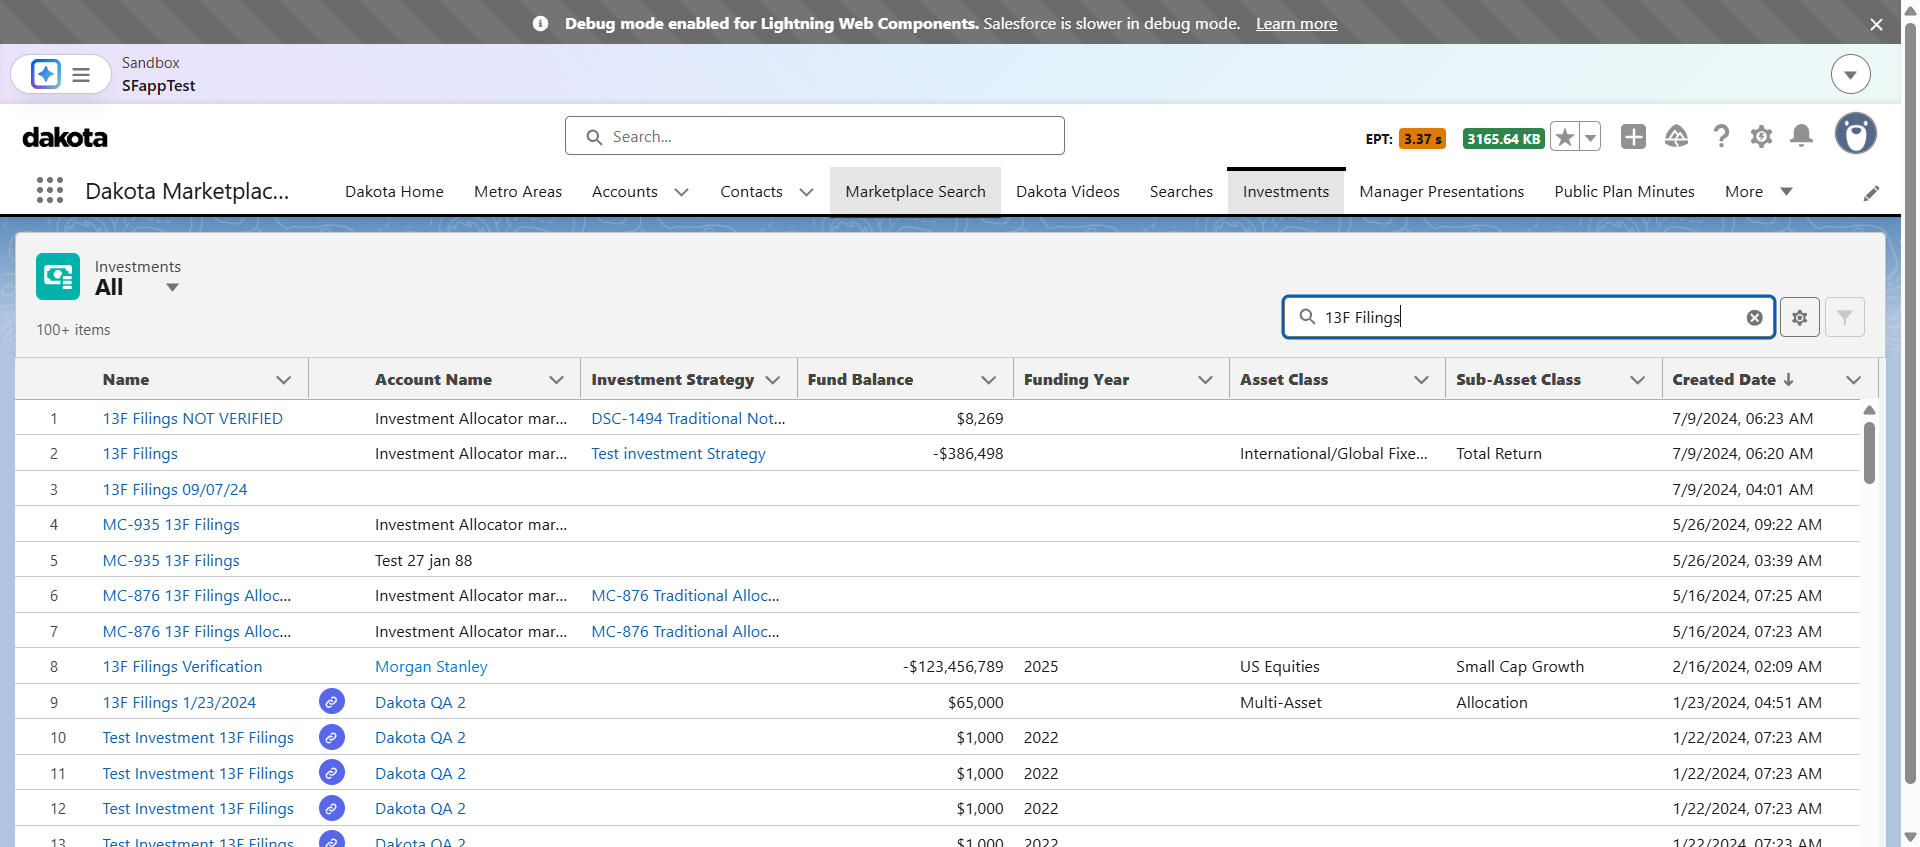 Debug mode enabled for Lightning Web Components. Salesforce is slower in debug mode. Learn more
Sandbox
SFappTest
dakota
Search...
EPT: 3.37 s 3165.64 KB
Dakota Marketplac...
Dakota Home Metro Areas Accounts Contacts Marketplace Search Dakota Videos Searches Investments Manager Presentations Public Plan Minutes More
Investments
All
100+ items
13F Filings
Name Account Name Investment Strategy Fund Balance Funding Year Asset Class Sub-Asset Class Created Date
1 13F Filings NOT VERIFIED Investment Allocator mar... DSC-1494 Traditional Not... $8,269 7/9/2024, 06:23 AM
2 13F Filings Investment Allocator mar... Test investment Strategy -$386,498 International/Global Fixe... Total Return 7/9/2024, 06:20 AM
3 13F Filings 09/07/24 7/9/2024, 04:01 AM
4 MC-935 13F Filings Investment Allocator mar... 5/26/2024, 09:22 AM
5 MC-935 13F Filings Test 27 jan 88 5/26/2024, 03:39 AM
6 MC-876 13F Filings Alloc... Investment Allocator mar... MC-876 Traditional Alloc... 5/16/2024, 07:25 AM
7 MC-876 13F Filings Alloc... Investment Allocator mar... MC-876 Traditional Alloc... 5/16/2024, 07:23 AM
8 13F Filings Verification Morgan Stanley -$123,456,789 2025 US Equities Small Cap Growth 2/16/2024, 02:09 AM
9 13F Filings 1/23/2024 Dakota QA 2 $65,000 Multi-Asset Allocation 1/23/2024, 04:51 AM
10 Test Investment 13F Filings Dakota QA 2 $1,000 2022 1/22/2024, 07:23 AM
11 Test Investment 13F Filings Dakota QA 2 $1,000 2022 1/22/2024, 07:23 AM
12 Test Investment 13F Filings Dakota QA 2 $1,000 2022 1/22/2024, 07:23 AM
13 Test Investment 13F Filings Dakota QA 2 $1,000 2022 1/22/2024, 07:23 AM